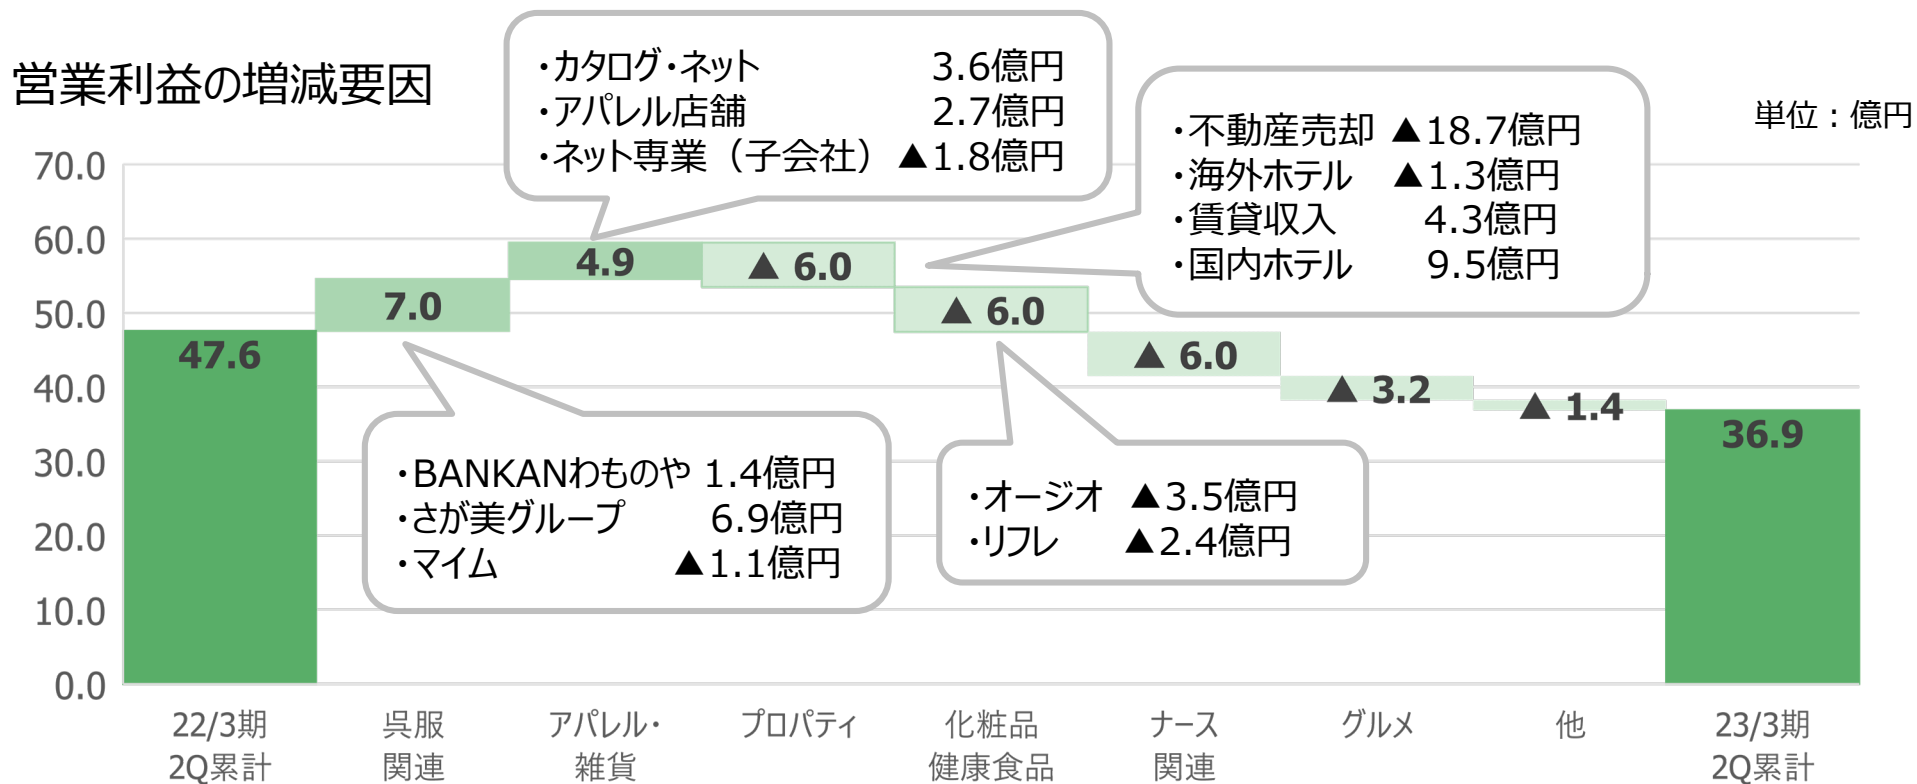 営業利益の増減要因
単位：億円
・カタログ・ネット 3.6億円
・アパレル店舗 2.7億円
・ネット専業（子会社）▲1.8億円
・不動産売却 ▲18.7億円
・海外ホテル ▲1.3億円
・賃貸収入 4.3億円
・国内ホテル 9.5億円
70.0
60.0
50.0
40.0
30.0
20.0
10.0
0.0
47.6
7.0
4.9
▲ 6.0
▲ 6.0
▲ 6.0
▲ 3.2
▲ 1.4
36.9
・BANKANわものや 1.4億円
・さが美グループ 6.9億円
・マイム ▲1.1億円
・オージオ ▲3.5億円
・リフレ ▲2.4億円
22/3期
2Q累計
呉服
関連
アパレル・
雑貨
プロパティ
化粧品
健康食品
ナース
関連
グルメ
他
23/3期
2Q累計